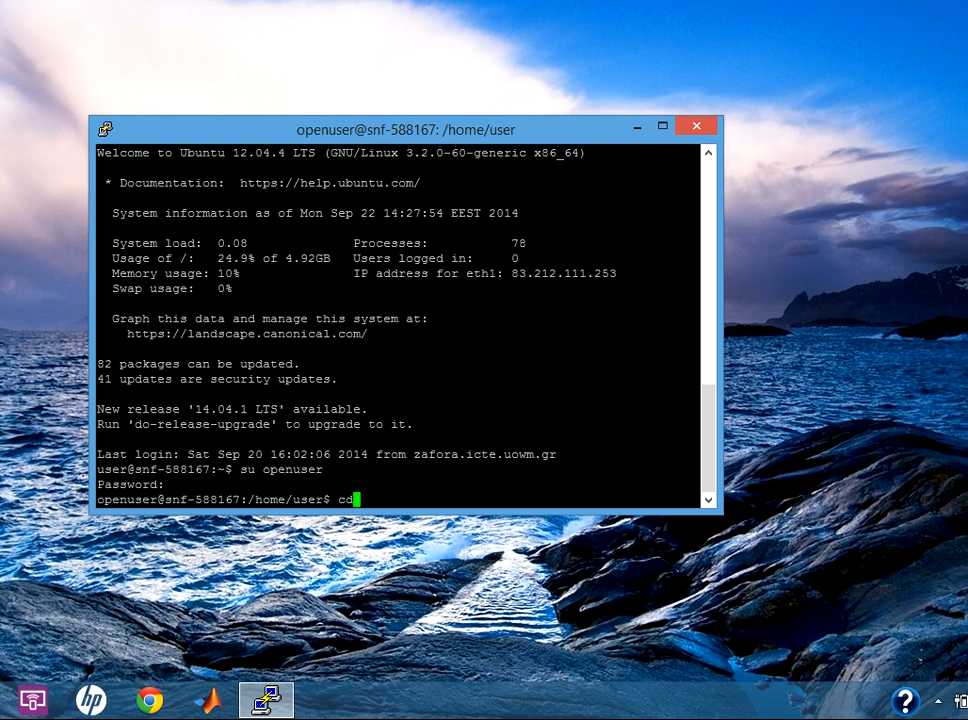 openuser@snf-588167: /home/user
Welcome to Ubuntu 12.04.4 LTS (GNU/Linux 3.2.0-60-generic x86_64)
* Documentation: https://help.ubuntu.com/
System information as of Mon Sep 22 14:27:54 EEST 2014
System load: 0.08 Processes: 78
Usage of /: 24.9% of 4.92GB Users logged in: 0
Memory usage: 10% IP address for eth1: 83.212.111.253
Swap usage: 0%
Graph this data and manage this system at:
https://landscape.canonical.com/
82 packages can be updated.
41 updates are security updates.
New release '14.04.1 LTS' available.
Run 'do-release-upgrade' to upgrade to it.
Last login: Sat Sep 20 16:02:06 2014 from zafora.icte.uowm.gr
user@snf-588167:~$ su openuser
Password:
openuser@snf-588167:/home/user$ cd
hp
?